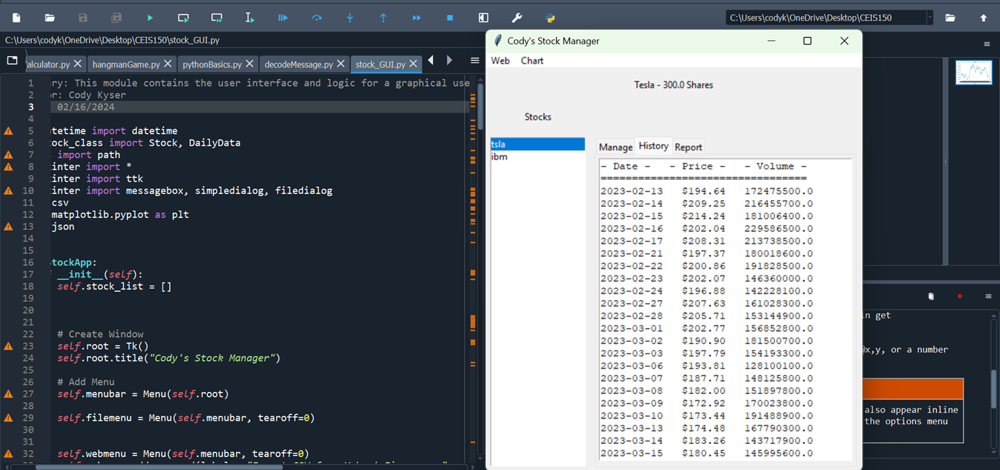 C:\Users\codyk\OneDrive\Desktop\CEIS150
C:\Users\codyk\OneDrive\Desktop\CEIS150\stock_GUI.py
alculator.py hangmanGame.py pythonBasics.py decodeMessage.py stock_GUI.py
1 ary: This module contains the user interface and logic for a graphical use
2 or: Cody Kyser
3 02/16/2024
4
5 atetime import datetime
6 tock_class import Stock, DailyData
7 import path
8 kinter import *
9 kinter import ttk
10 kinter import messagebox, simpledialog, filedialog
11 csv
12 matplotlib.pyplot as plt
13 json
14
15
16 StockApp:
17 __init__(self):
18 self.stock_list = []
19
20
21
22 # Create Window
23 self.root = Tk()
24 self.root.title("Cody's Stock Manager")
25
26 # Add Menu
27 self.menubar = Menu(self.root)
28
29 self.filemenu = Menu(self.menubar, tearoff=0)
30
31
32 self.webmenu = Menu(self.menubar, tearoff=0)
Cody's Stock Manager
Web Chart
Tesla - 300.0 Shares
Stocks
tsla
ibm
Manage History Report
- Date - - Price - - Volume -
=================================
2023-02-13 $194.64 172475500.0
2023-02-14 $209.25 216455700.0
2023-02-15 $214.24 181006400.0
2023-02-16 $202.04 229586500.0
2023-02-17 $208.31 213738500.0
2023-02-21 $197.37 180018600.0
2023-02-22 $200.86 191828500.0
2023-02-23 $202.07 146360000.0
2023-02-24 $196.88 142228100.0
2023-02-27 $207.63 161028300.0
2023-02-28 $205.71 153144900.0
2023-03-01 $202.77 156852800.0
2023-03-02 $190.90 181500700.0
2023-03-03 $197.79 154193300.0
2023-03-06 $193.81 128100100.0
2023-03-07 $187.71 148125800.0
2023-03-08 $182.00 151897800.0
2023-03-09 $172.92 170023800.0
2023-03-10 $173.44 191488900.0
2023-03-13 $174.48 167790300.0
2023-03-14 $183.26 143717900.0
2023-03-15 $180.45 145995600.0
in get
x,y, or a number
also appear inline
the options menu